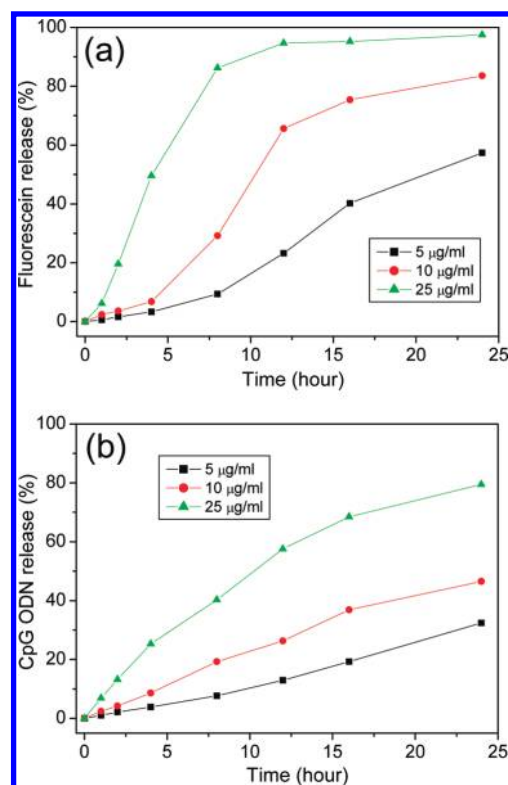 (a)
Fluorescein release (%)
100
80
60
40
20
0
5 μg/ml
10 μg/ml
25 μg/ml
0 5 10 15 20 25
Time (hour)
(b)
CpG ODN release (%)
100
80
60
40
20
0
5 μg/ml
10 μg/ml
25 μg/ml
0 5 10 15 20 25
Time (hour)